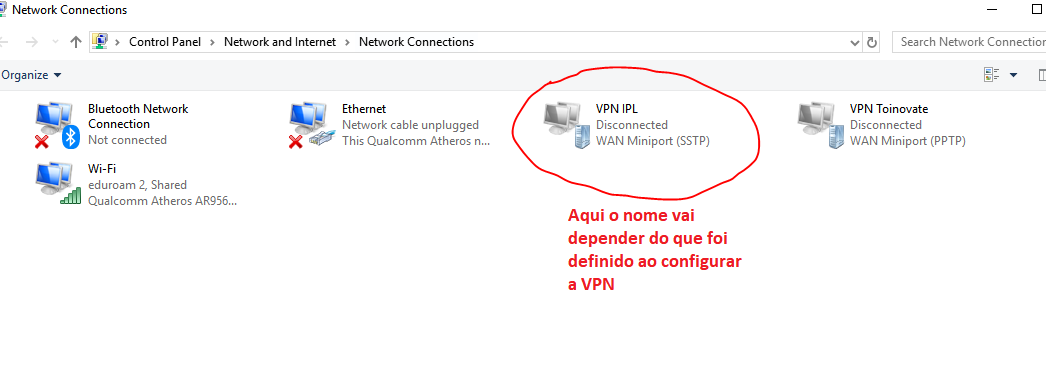 Network Connections
Control Panel > Network and Internet > Network Connections
Search Network Connection
Organize
Bluetooth Network
Connection
Not connected
Ethernet
Network cable unplugged
This Qualcomm Atheros n...
VPN IPL
Disconnected
WAN Miniport (SSTP)
VPN Toinovate
Disconnected
WAN Miniport (PPTP)
Wi-Fi
eduroam 2, Shared
Qualcomm Atheros AR956...
Aqui o nome vai
depender do que foi
definido ao configurar
a VPN